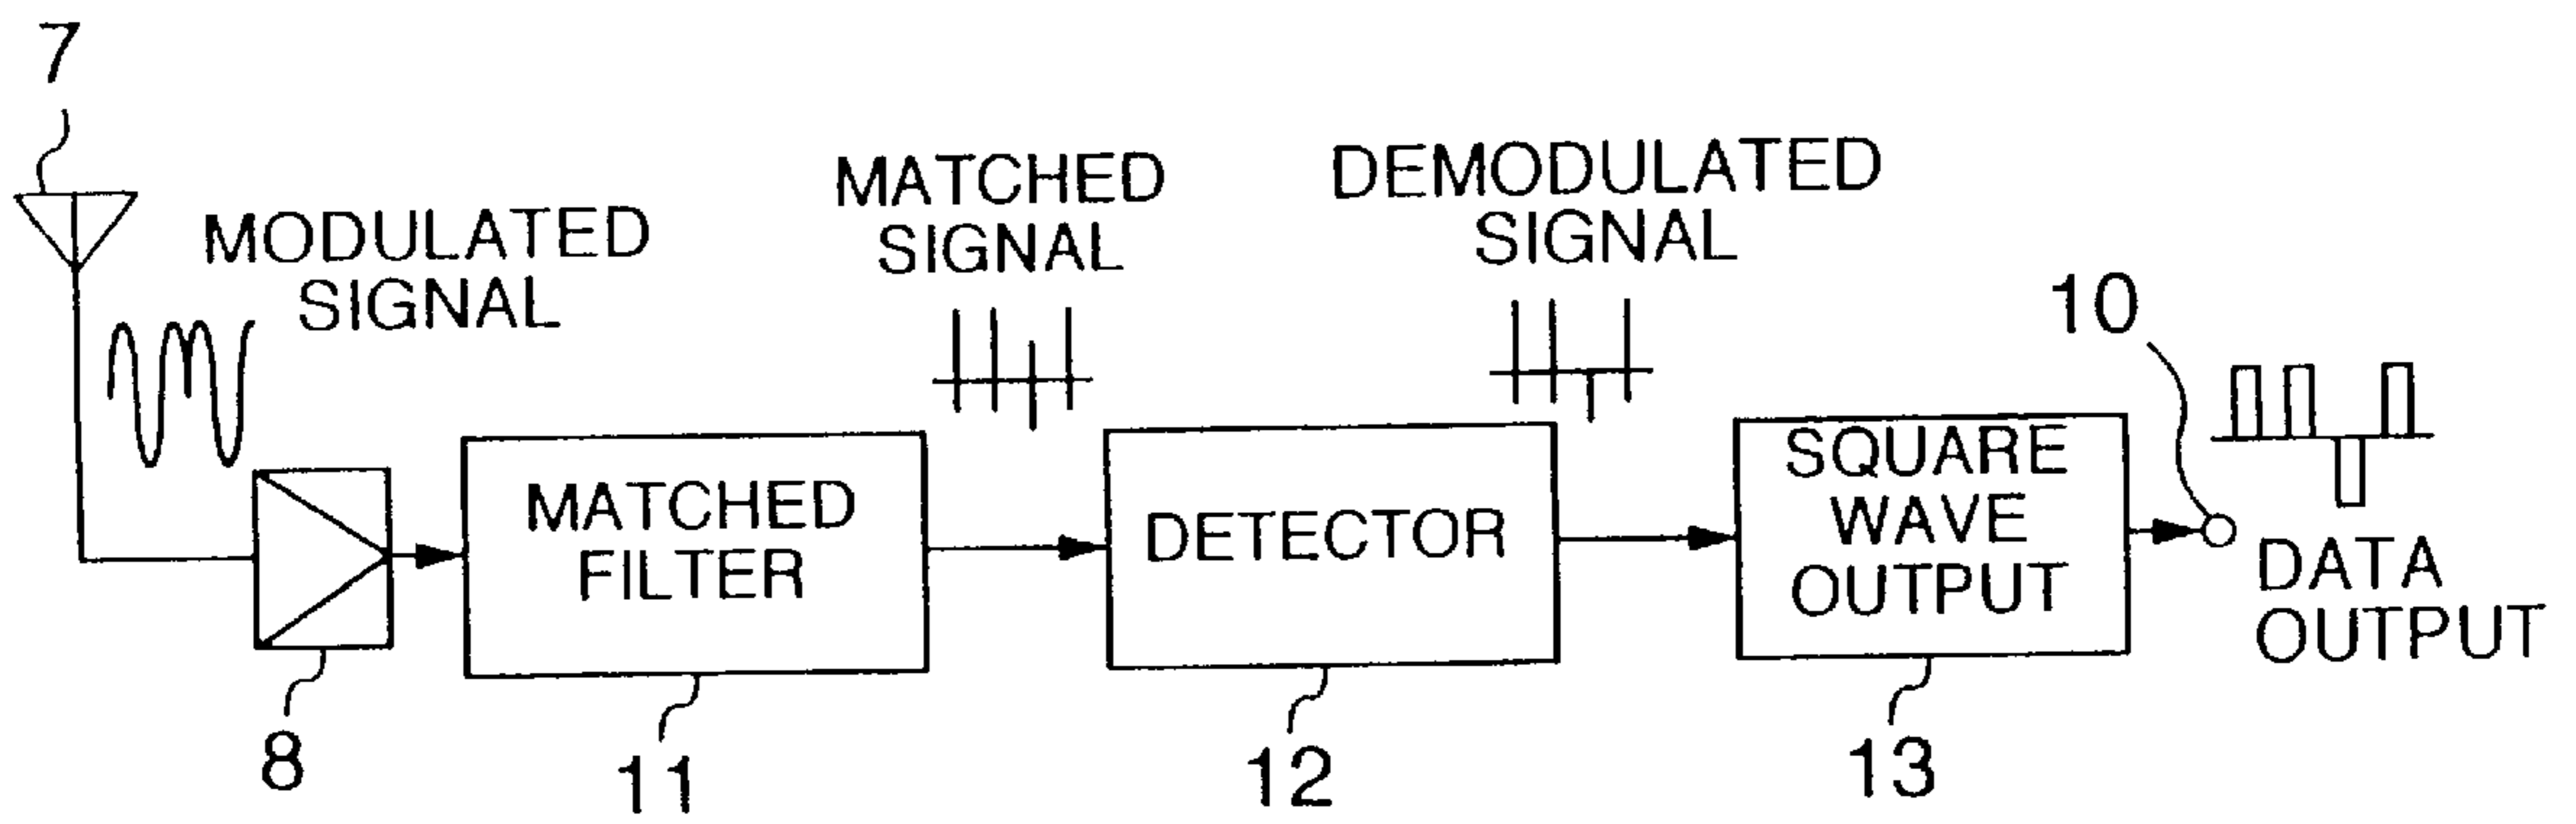 7
MODULATED
SIGNAL
8
MATCHED
FILTER
11
MATCHED
SIGNAL
DETECTOR
12
DEMODULATED
SIGNAL
SQUARE
WAVE
OUTPUT
13
10
DATA
OUTPUT